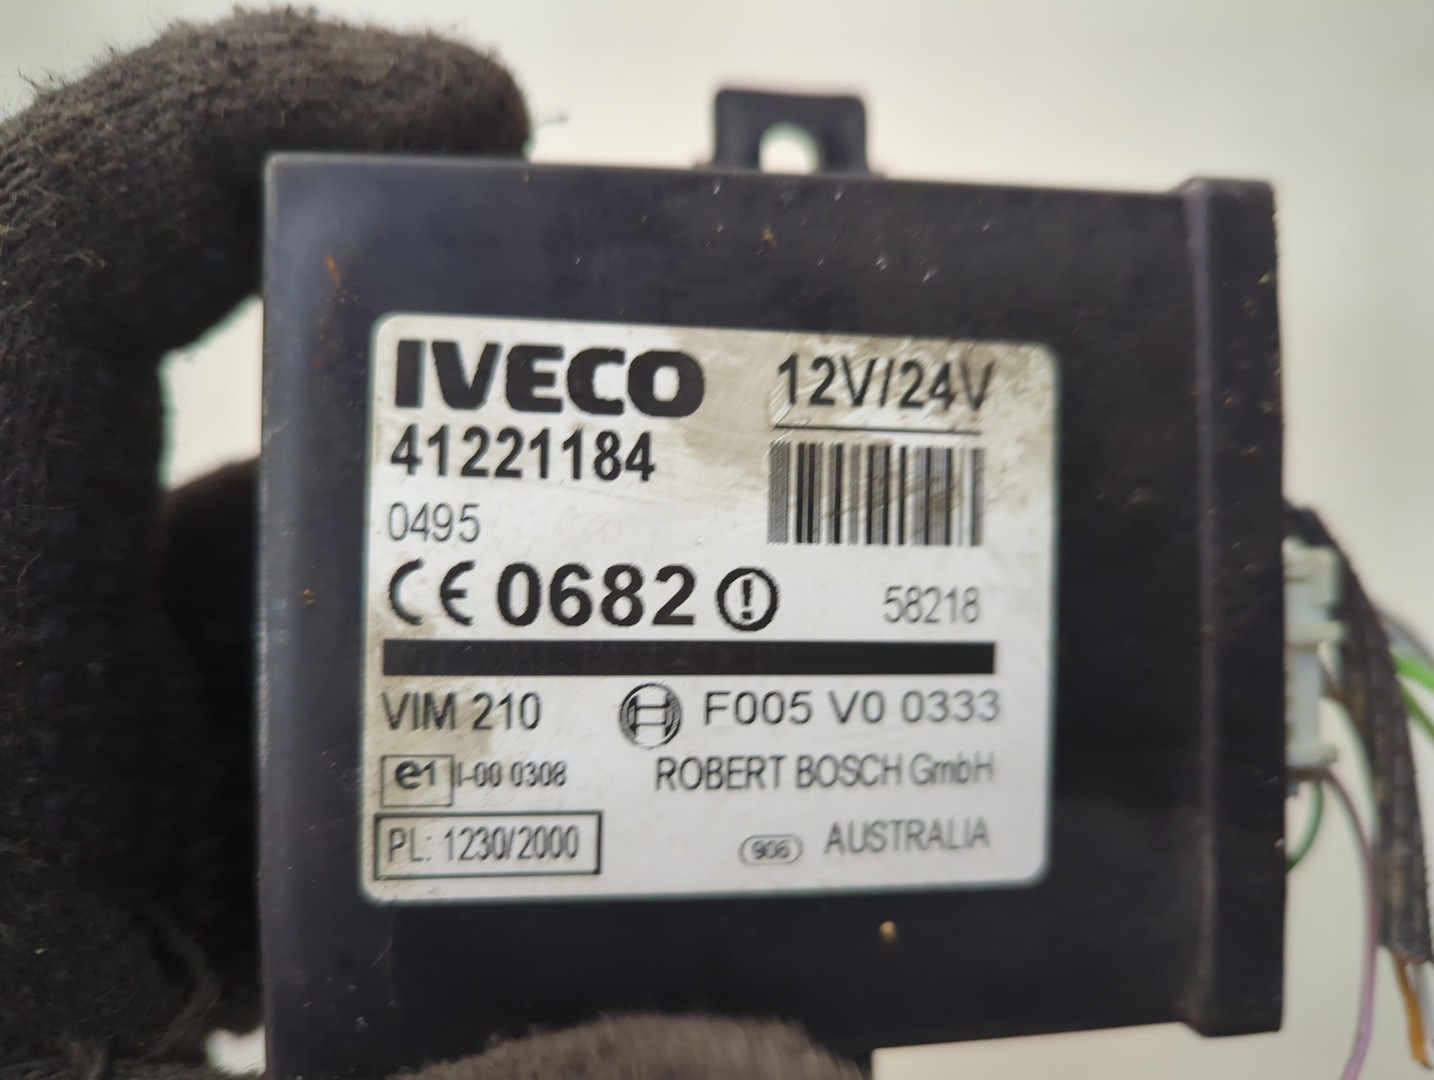 IVECO 12V/24V
41221184
0495
CE 0682 58218
VIM 210 F005 V0 0333
e1 I-00 0308 ROBERT BOSCH GmbH
PL: 1230/2000 906 AUSTRALIA